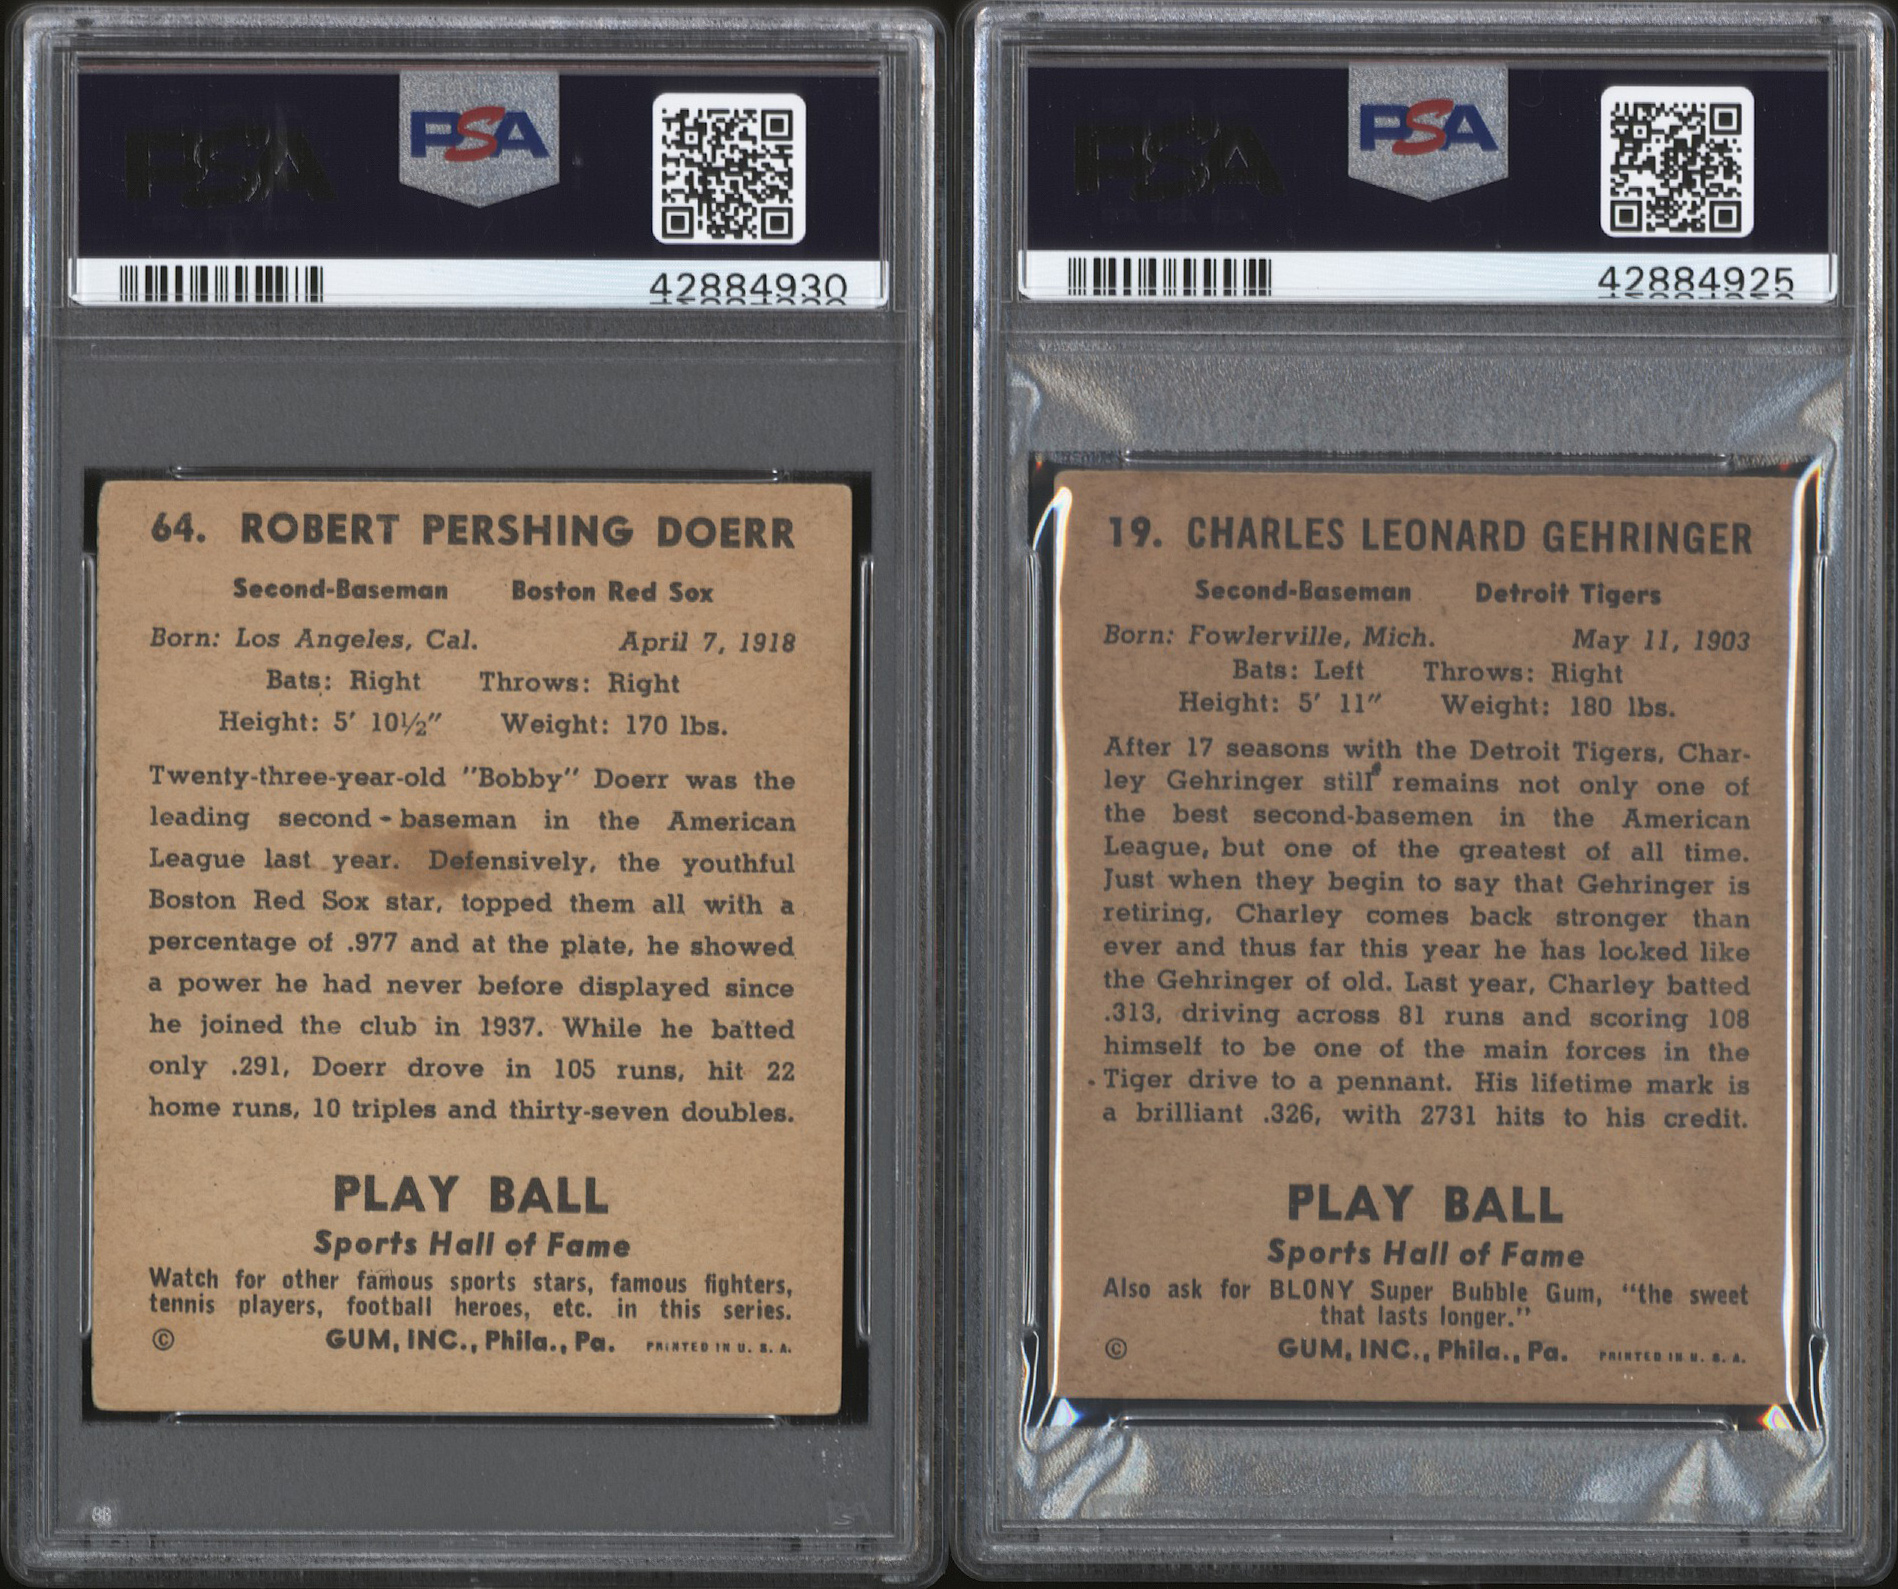 PSA
PSA
42884930
64. ROBERT PERSHING DOERR
Second-Baseman Boston Red Sox
Born: Los Angeles, Cal. April 7, 1918
Bats: Right Throws: Right
Height: 5' 10½" Weight: 170 lbs.
Twenty-three-year-old "Bobby" Doerr was the
leading second-baseman in the American
League last year. Defensively, the youthful
Boston Red Sox star, topped them all with a
percentage of .977 and at the plate, he showed
a power he had never before displayed since
he joined the club in 1937. While he batted
only .291, Doerr drove in 105 runs, hit 22
home runs, 10 triples and thirty-seven doubles.
PLAY BALL
Sports Hall of Fame
Watch for other famous sports stars, famous fighters,
tennis players, football heroes, etc. in this series.
© GUM, INC., Phila., Pa. PRINTED IN U. S. A.
PSA
PSA
42884925
19. CHARLES LEONARD GEHRINGER
Second-Baseman Detroit Tigers
Born: Fowlerville, Mich. May 11, 1903
Bats: Left Throws: Right
Height: 5' 11" Weight: 180 lbs.
After 17 seasons with the Detroit Tigers, Char-
ley Gehringer still remains not only one of
the best second-basemen in the American
League, but one of the greatest of all time.
Just when they begin to say that Gehringer is
retiring, Charley comes back stronger than
ever and thus far this year he has looked like
the Gehringer of old. Last year, Charley batted
.313, driving across 81 runs and scoring 108
himself to be one of the main forces in the
Tiger drive to a pennant. His lifetime mark is
a brilliant .326, with 2731 hits to his credit.
PLAY BALL
Sports Hall of Fame
Also ask for BLONY Super Bubble Gum, "the sweet
that lasts longer."
© GUM, INC., Phila., Pa. PRINTED IN U. S. A.